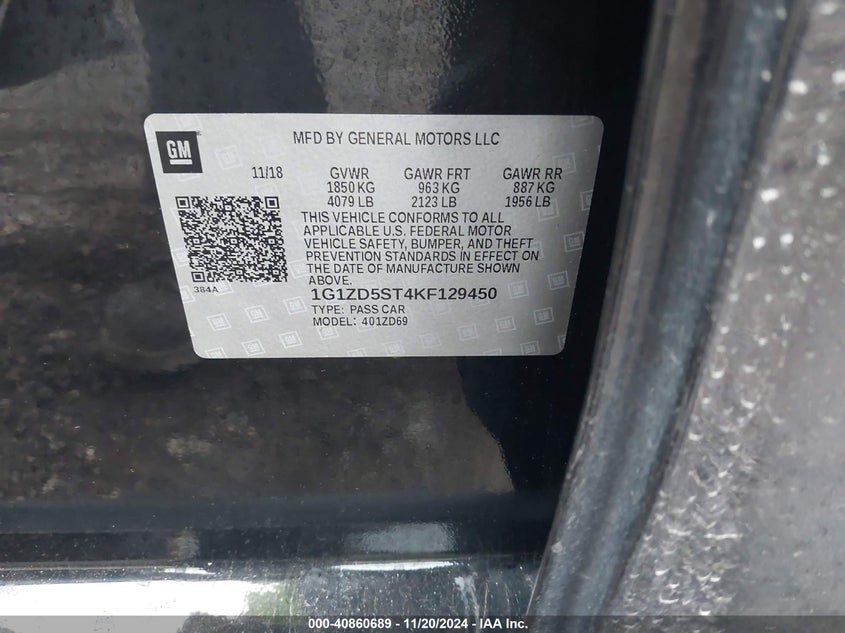 GM
MFD BY GENERAL MOTORS LLC
11/18 GVWR GAWR FRT GAWR RR
1850 KG 963 KG 887 KG
4079 LB 2123 LB 1956 LB
THIS VEHICLE CONFORMS TO ALL
APPLICABLE U.S. FEDERAL MOTOR
VEHICLE SAFETY, BUMPER, AND THEFT
PREVENTION STANDARDS IN EFFECT ON
THE DATE OF MANUFACTURE SHOWN
ABOVE.
384A
1G1ZD5ST4KF129450
TYPE: PASS CAR
MODEL: 401ZD69
000-40860689 - 11/20/2024 - IAA Inc.